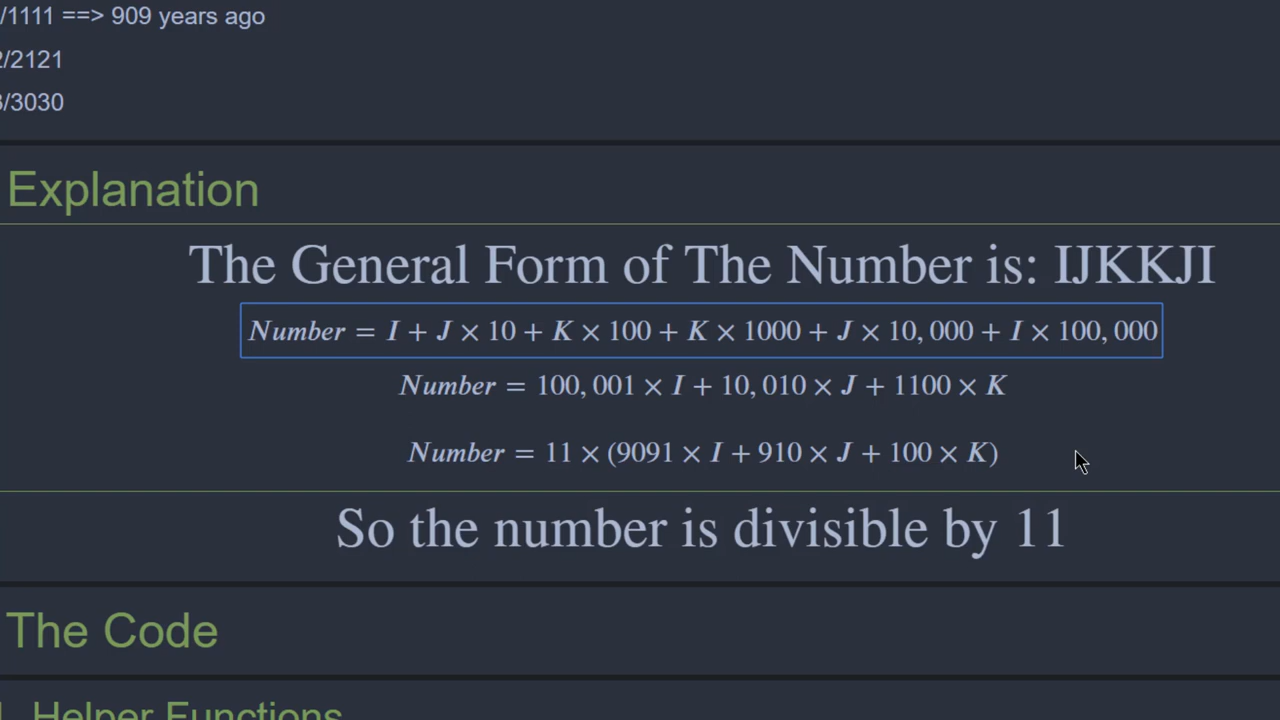 /1111 ==> 909 years ago
/2121
/3030
Explanation
The General Form of The Number is: IJKKJI
Number = I + J × 10 + K × 100 + K × 1000 + J × 10, 000 + I × 100, 000
Number = 100, 001 × I + 10, 010 × J + 1100 × K
Number = 11 × (9091 × I + 910 × J + 100 × K)
So the number is divisible by 11
The Code
Helper Functions